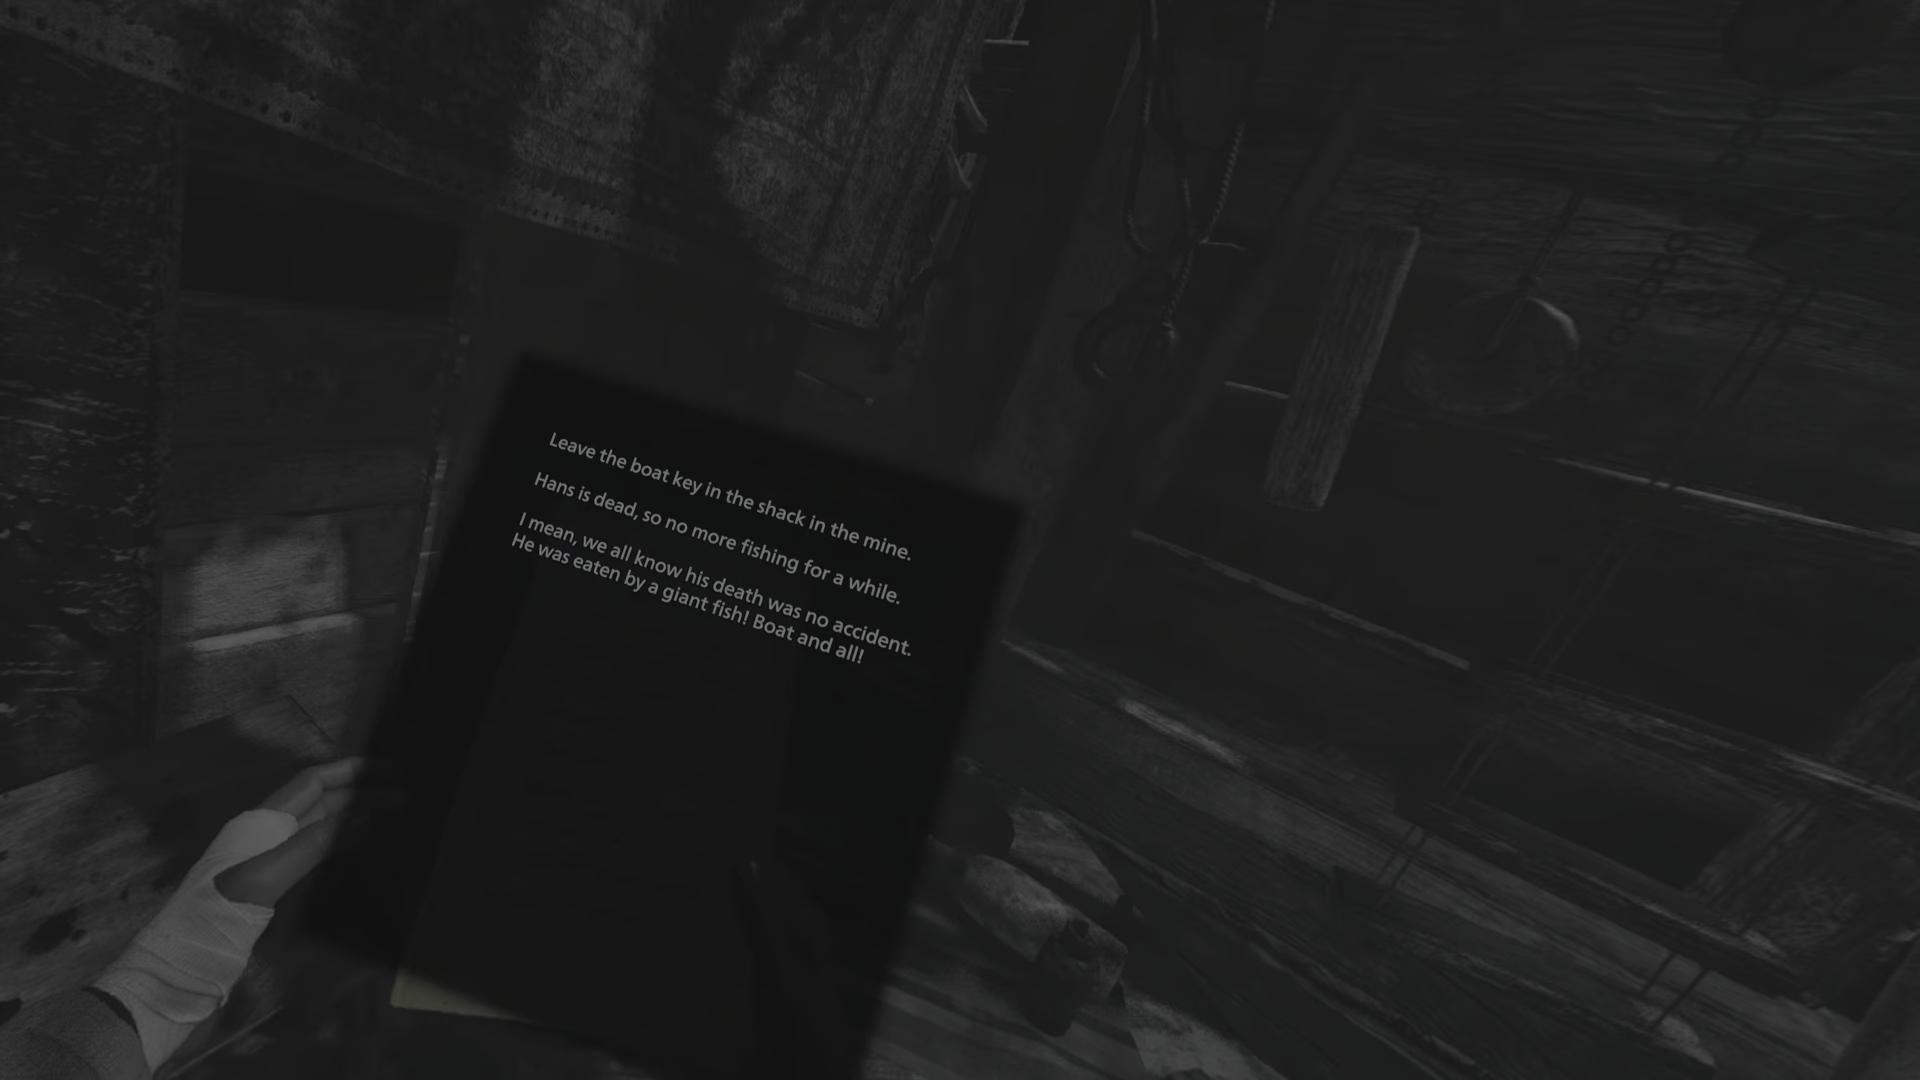 Leave the boat key in the shack in the mine.
Hans is dead, so no more fishing for a while.
I mean, we all know his death was no accident.
He was eaten by a giant fish! Boat and all!